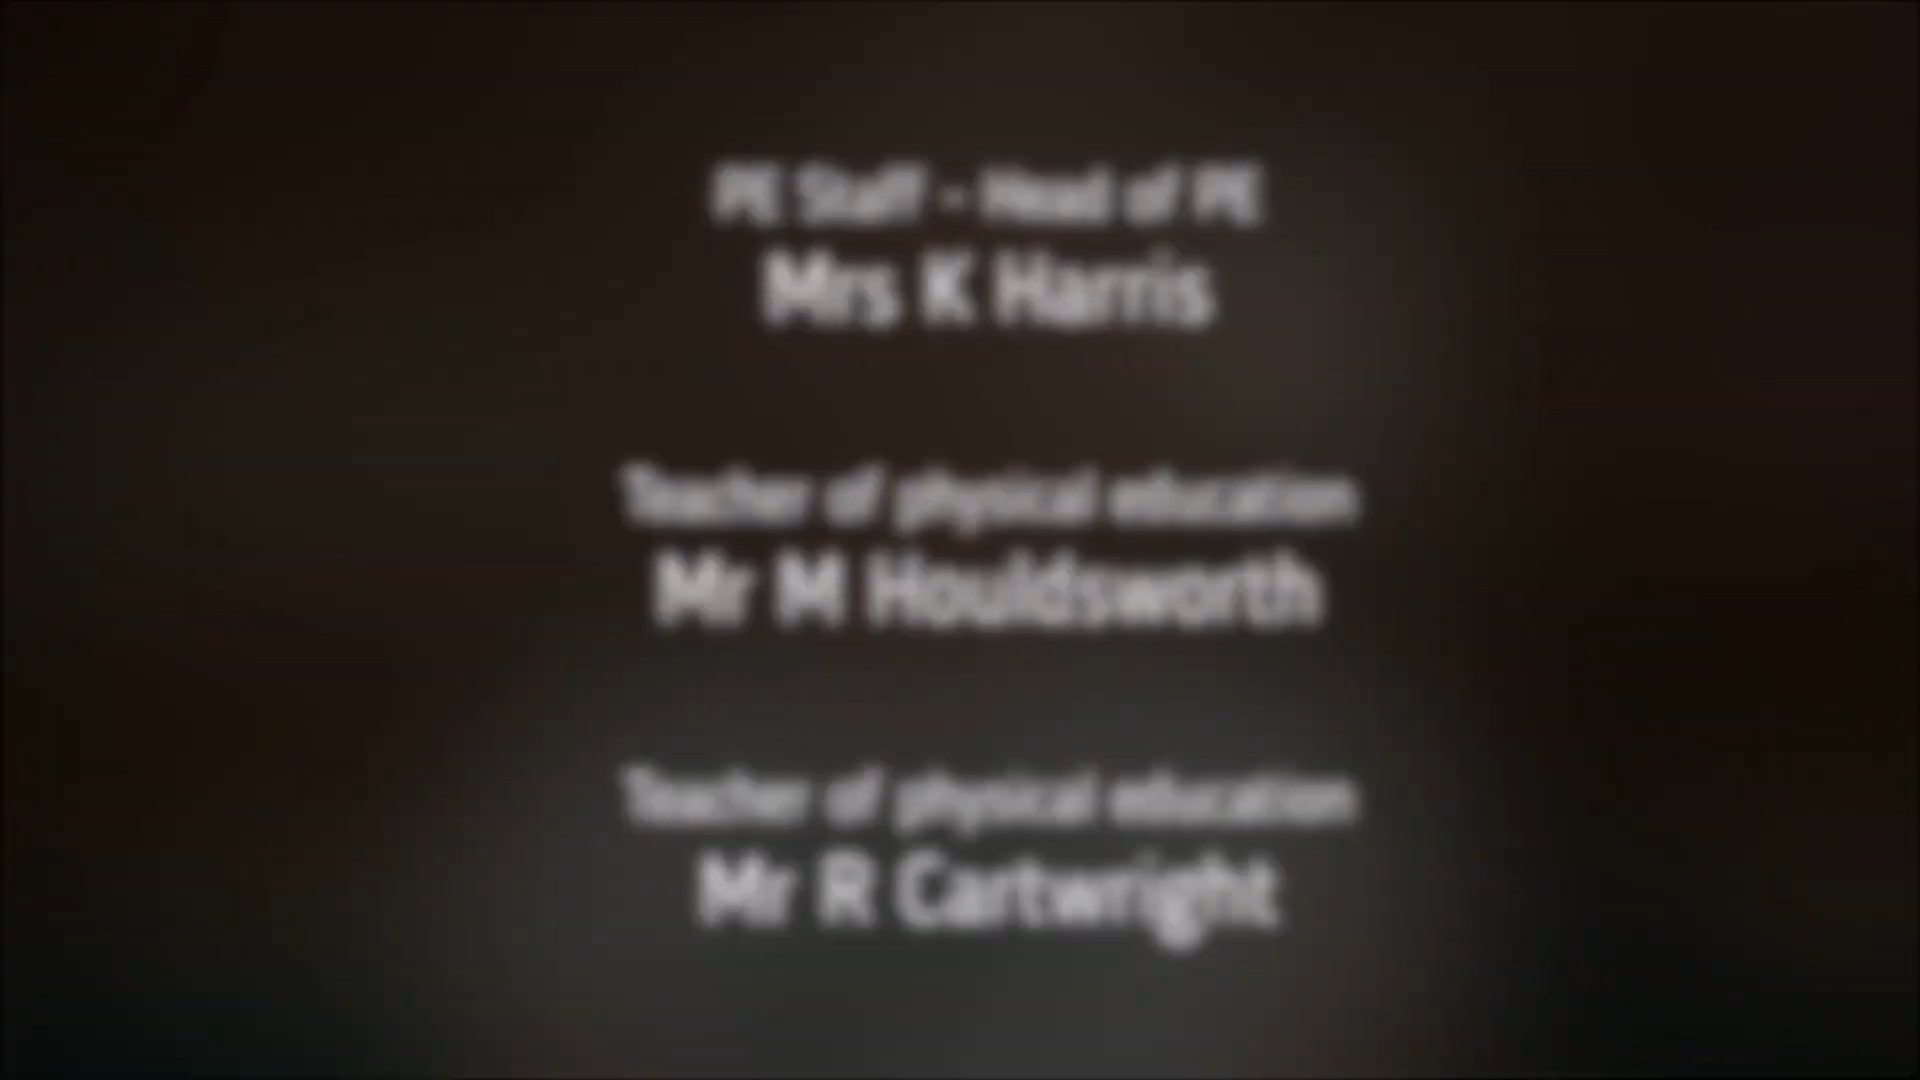 PE Staff - Head of PE
Mrs K Harris
Teacher of physical education
Mr M Houldsworth
Teacher of physical education
Mr R Cartwright